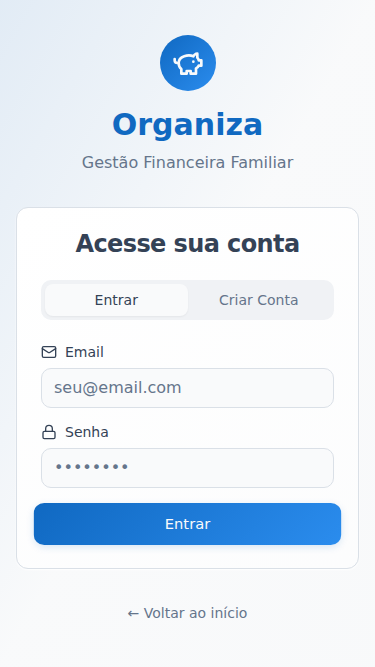 Organiza
Gestão Financeira Familiar
Acesse sua conta
Entrar
Criar Conta
Email
seu@email.com
Senha
••••••••
Entrar
← Voltar ao início